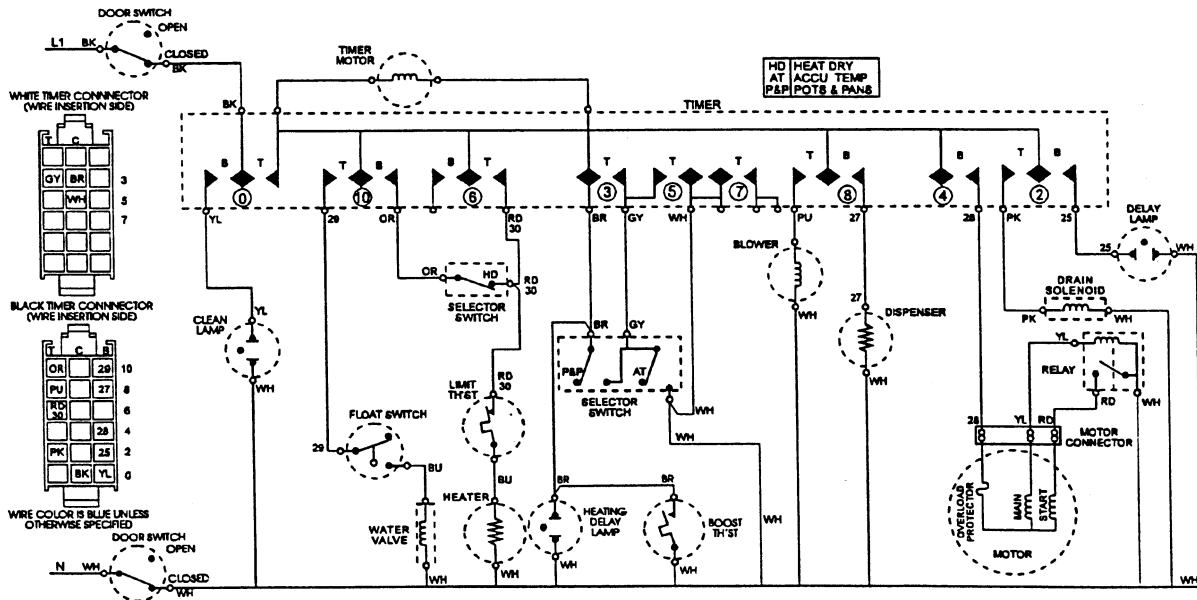 DOOR SWITCH
OPEN
L1 BK
CLOSED
BK
WHITE TIMER CONNNECTOR
(WIRE INSERTION SIDE)
T C
GY BR 3
WH 5
7
BLACK TIMER CONNNECTOR
(WIRE INSERTION SIDE)
T C B
OR 29 10
PU 27 8
RD 30 6
28 4
PK 25 2
BK YL 0
WIRE COLOR IS BLUE UNLESS
OTHERWISE SPECIFIED
DOOR SWITCH
OPEN
N WH
CLOSED
WH
TIMER
MOTOR
HD HEAT DRY
AT ACCU TEMP
P&P POTS & PANS
BK
TIMER
B T T B B T T T T T B B T B
0 10 6 3 5 7 8 4 2
YL 29 OR RD 30 BR GY WH PU 27 28 PK 25
DELAY
LAMP
25 WH
BLOWER
WH
OR HD RD 30
SELECTOR
SWITCH
DRAIN
SOLENOID
PK WH
27
DISPENSER
WH
CLEAN
LAMP
YL
WH
BR GY
P&P AT
SELECTOR
SWITCH
WH
WH
YL
RELAY
RD WH
LIMIT
TH'ST
RD 30
FLOAT SWITCH
29
BU
BU
28 YL RD
MOTOR
CONNECTOR
OVERLOAD
PROTECTOR
MAIN
START
MOTOR
WATER
VALVE
WH
HEATER
WH
BR BR
HEATING
DELAY
LAMP
WH
BOOST
TH'ST
WH
WH
WH